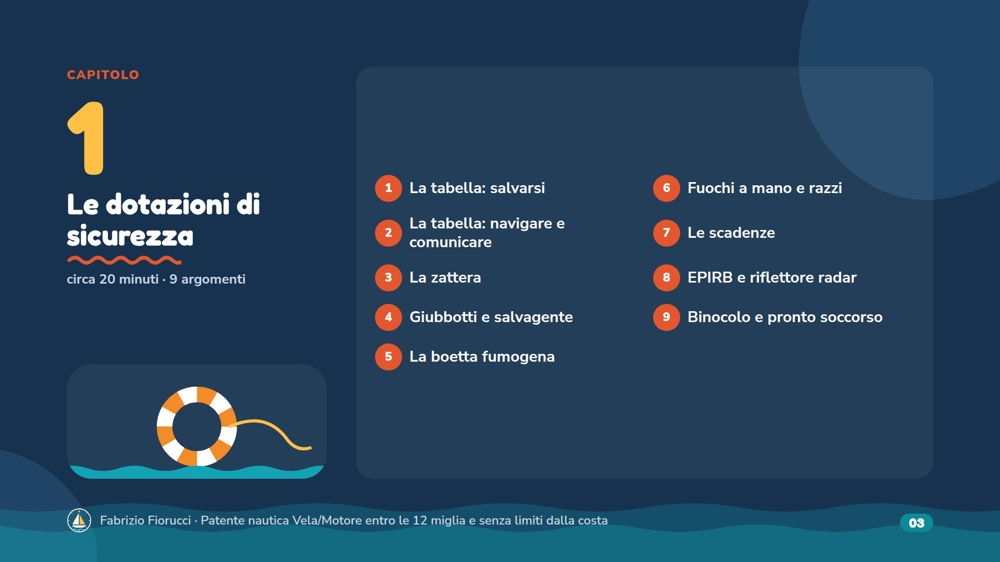 CAPITOLO
1
Le dotazioni di
sicurezza
circa 20 minuti · 9 argomenti
1 La tabella: salvarsi
2 La tabella: navigare e
comunicare
3 La zattera
4 Giubbotti e salvagente
5 La boetta fumogena
6 Fuochi a mano e razzi
7 Le scadenze
8 EPIRB e riflettore radar
9 Binocolo e pronto soccorso
Fabrizio Fiorucci · Patente nautica Vela/Motore entro le 12 miglia e senza limiti dalla costa
03